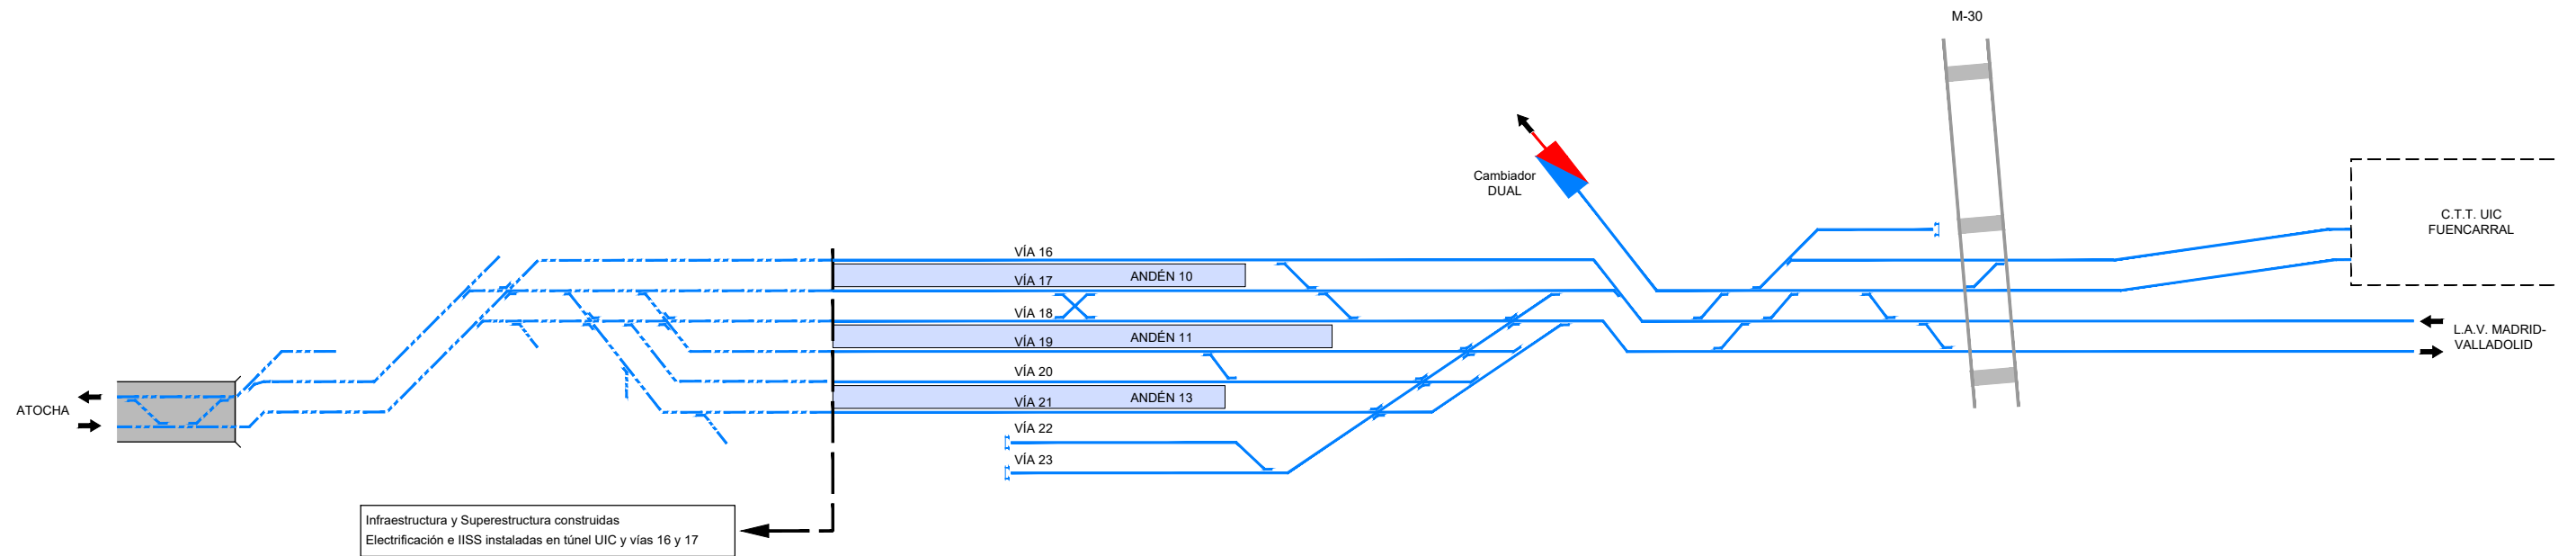 M-30
Cambiador
DUAL
C.T.T. UIC
FUENCARRAL
VÍA 16
ANDÉN 10
VÍA 17
VÍA 18
ANDÉN 11
VÍA 19
L.A.V. MADRID-
VALLADOLID
VÍA 20
ANDÉN 13
VÍA 21
ATOCHA
VÍA 22
VÍA 23
Infraestructura y Superestructura construidas
Electrificación e IISS instaladas en túnel UIC y vías 16 y 17